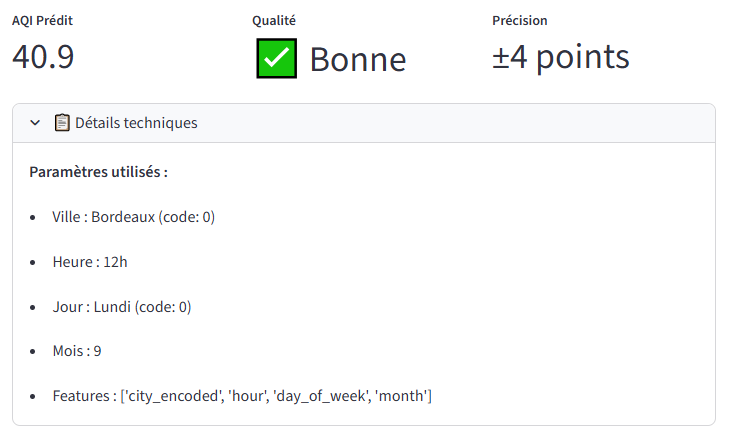 AQI Prédit
40.9
Qualité
Bonne
Précision
±4 points
Détails techniques
Paramètres utilisés :
Ville : Bordeaux (code: 0)
Heure : 12h
Jour : Lundi (code: 0)
Mois : 9
Features : ['city_encoded', 'hour', 'day_of_week', 'month']